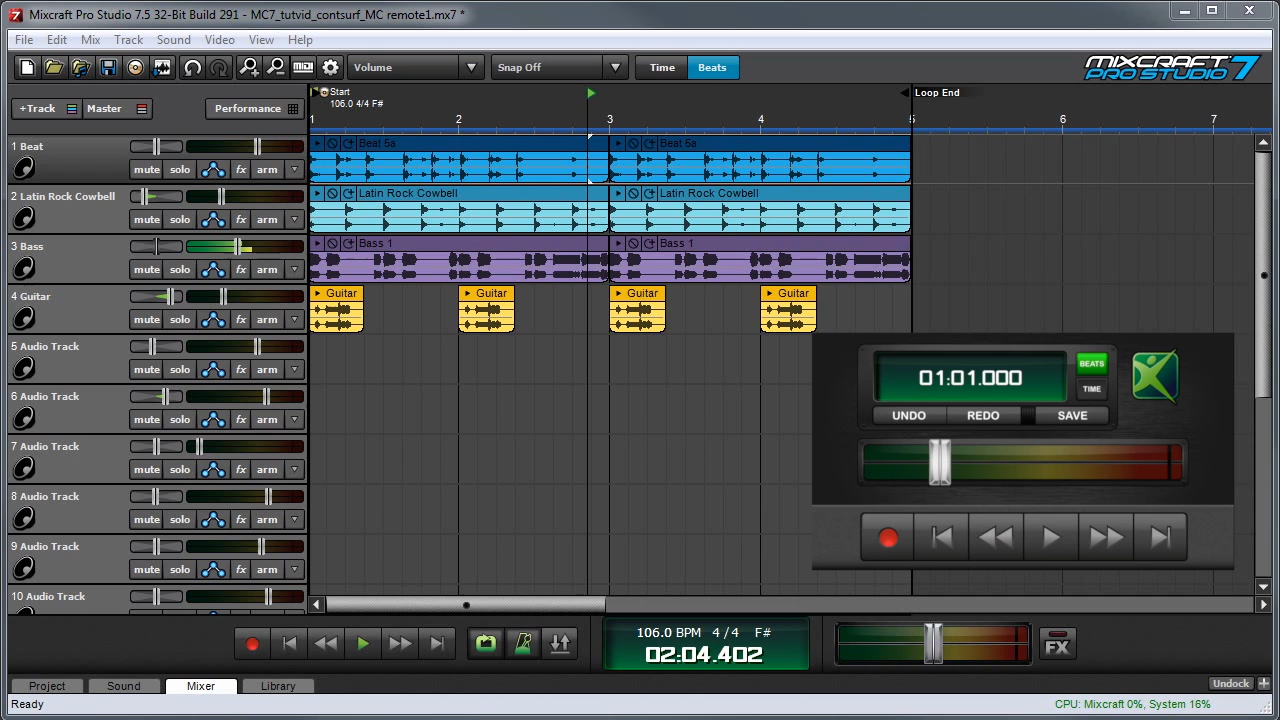 Mixcraft Pro Studio 7.5 32-Bit Build 291 - MC7_tutvid_contsurf_MC remote1.mx7 *
File Edit Mix Track Sound Video View Help
Volume Snap Off Time Beats MIXCRAFT PRO STUDIO 7
+Track Master Performance
Start
106.0 4/4 F#
Loop End
1 2 3 4 5 6 7
1 Beat
mute solo fx arm
Beat 5a Beat 5a
2 Latin Rock Cowbell
mute solo fx arm
Latin Rock Cowbell Latin Rock Cowbell
3 Bass
mute solo fx arm
Bass 1 Bass 1
4 Guitar
mute solo fx arm
Guitar Guitar Guitar Guitar
5 Audio Track
mute solo fx arm
6 Audio Track
mute solo fx arm
7 Audio Track
mute solo fx arm
8 Audio Track
mute solo fx arm
9 Audio Track
mute solo fx arm
10 Audio Track
01:01.000
BEATS
TIME
UNDO REDO SAVE
106.0 BPM 4 / 4 F#
02:04.402
FX
Project Sound Mixer Library
Undock
Ready
CPU: Mixcraft 0%, System 16%